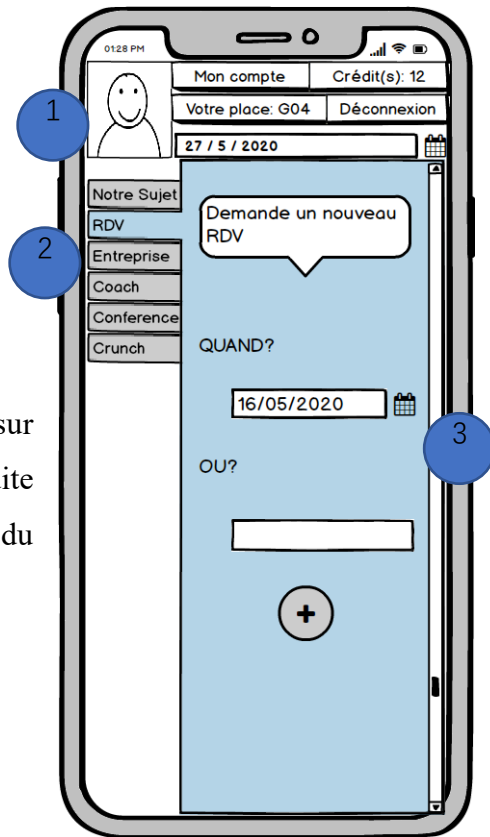 01:28 PM
Mon compte
Crédit(s): 12
Votre place: G04
Déconnexion
1
27 / 5 / 2020
Notre Sujet
RDV
Entreprise
Coach
Conference
Crunch
2
Demande un nouveau
RDV
QUAND?
16/05/2020
3
OU?
+
sur
ite
du